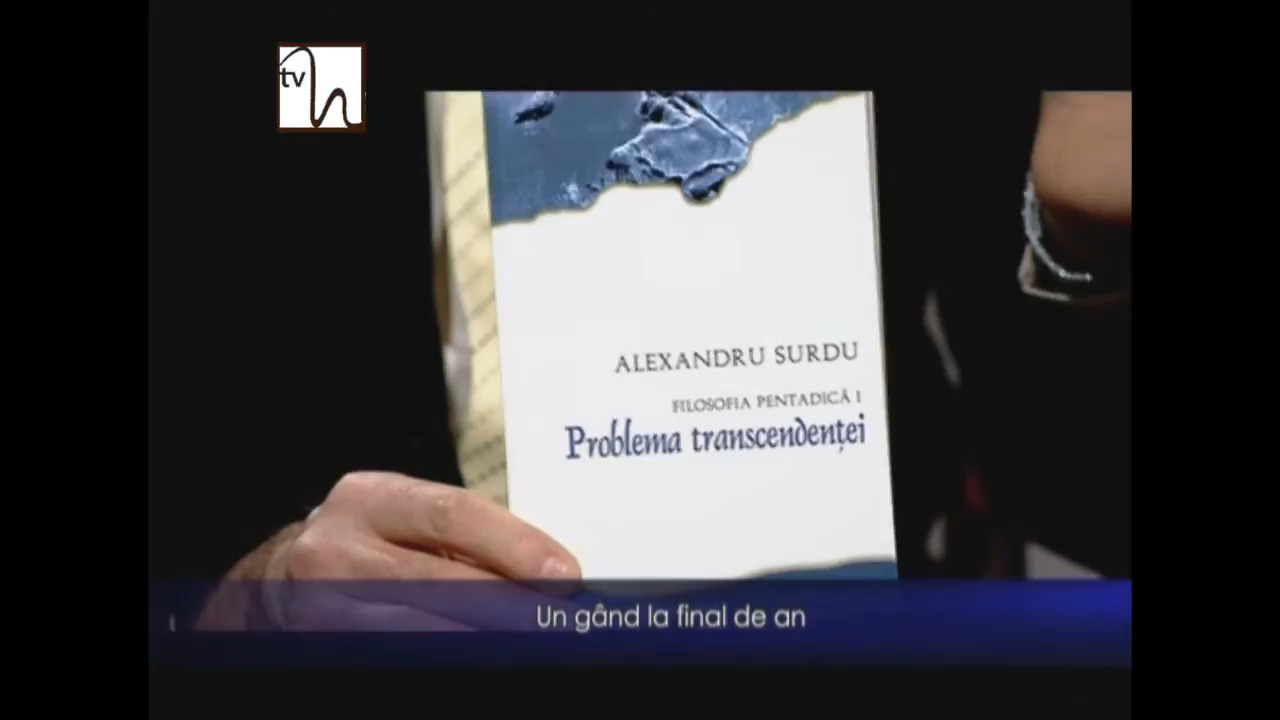 tv h
ALEXANDRU SURDU
FILOSOFIA PENTADICĂ I
Problema transcendenței
Un gând la final de an